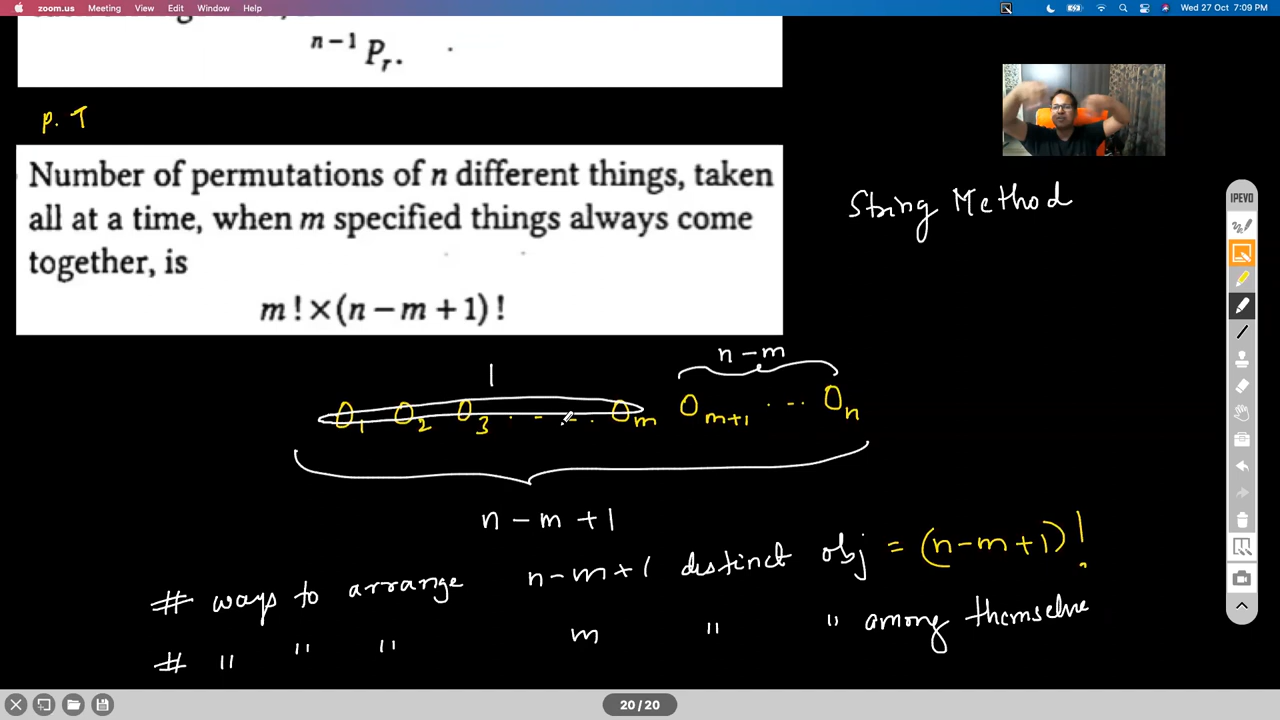 zoom.us Meeting View Edit Window Help Wed 27 Oct 7:09 PM
n−1 Pr.
P. T
Number of permutations of n different things, taken
all at a time, when m specified things always come
together, is
m ! × (n − m + 1) !
String Method
IPEVO
n − m
1
O1 O2 O3 . - - . Om Om+1 . - . On
n − m + 1
# ways to arrange n−m+1 distinct obj = (n−m+1)!
# " " " m " " among themselve
20 / 20